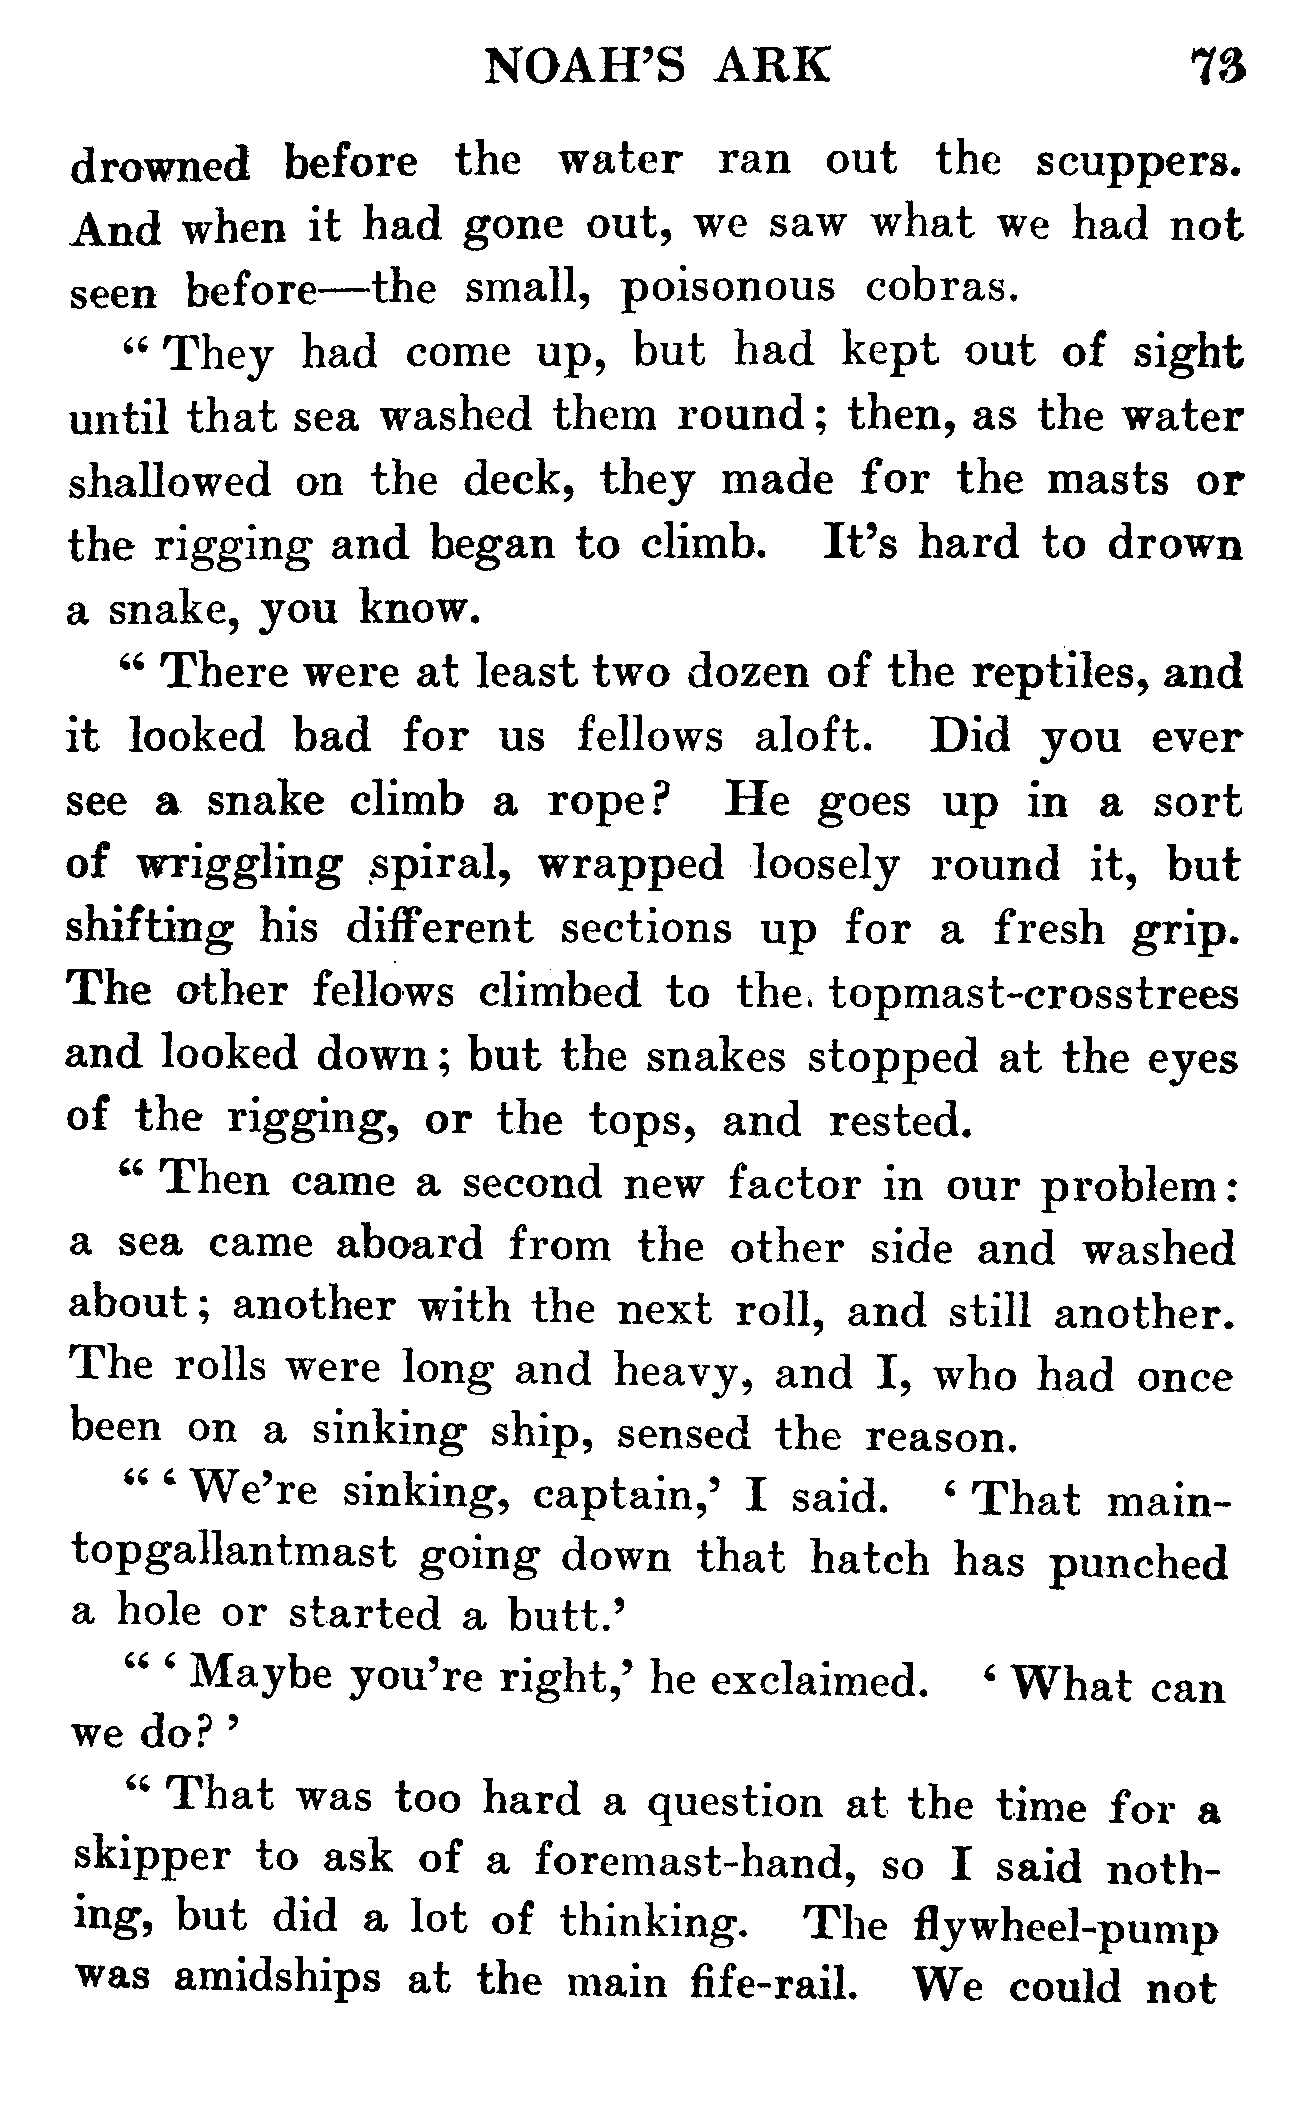 NOAH'S ARK 73
drowned before the water ran out the scuppers.
And when it had gone out, we saw what we had not
seen before—the small, poisonous cobras.
“ They had come up, but had kept out of sight
until that sea washed them round; then, as the water
shallowed on the deck, they made for the masts or
the rigging and began to climb. It's hard to drown
a snake, you know.
“ There were at least two dozen of the reptiles, and
it looked bad for us fellows aloft. Did you ever
see a snake climb a rope? He goes up in a sort
of wriggling spiral, wrapped loosely round it, but
shifting his different sections up for a fresh grip.
The other fellows climbed to the topmast-crosstrees
and looked down; but the snakes stopped at the eyes
of the rigging, or the tops, and rested.
“ Then came a second new factor in our problem:
a sea came aboard from the other side and washed
about; another with the next roll, and still another.
The rolls were long and heavy, and I, who had once
been on a sinking ship, sensed the reason.
“ ‘ We're sinking, captain,’ I said. ‘ That main-
topgallantmast going down that hatch has punched
a hole or started a butt.’
“ ‘ Maybe you're right,’ he exclaimed. ‘ What can
we do? ’
“ That was too hard a question at the time for a
skipper to ask of a foremast-hand, so I said noth-
ing, but did a lot of thinking. The flywheel-pump
was amidships at the main fife-rail. We could not